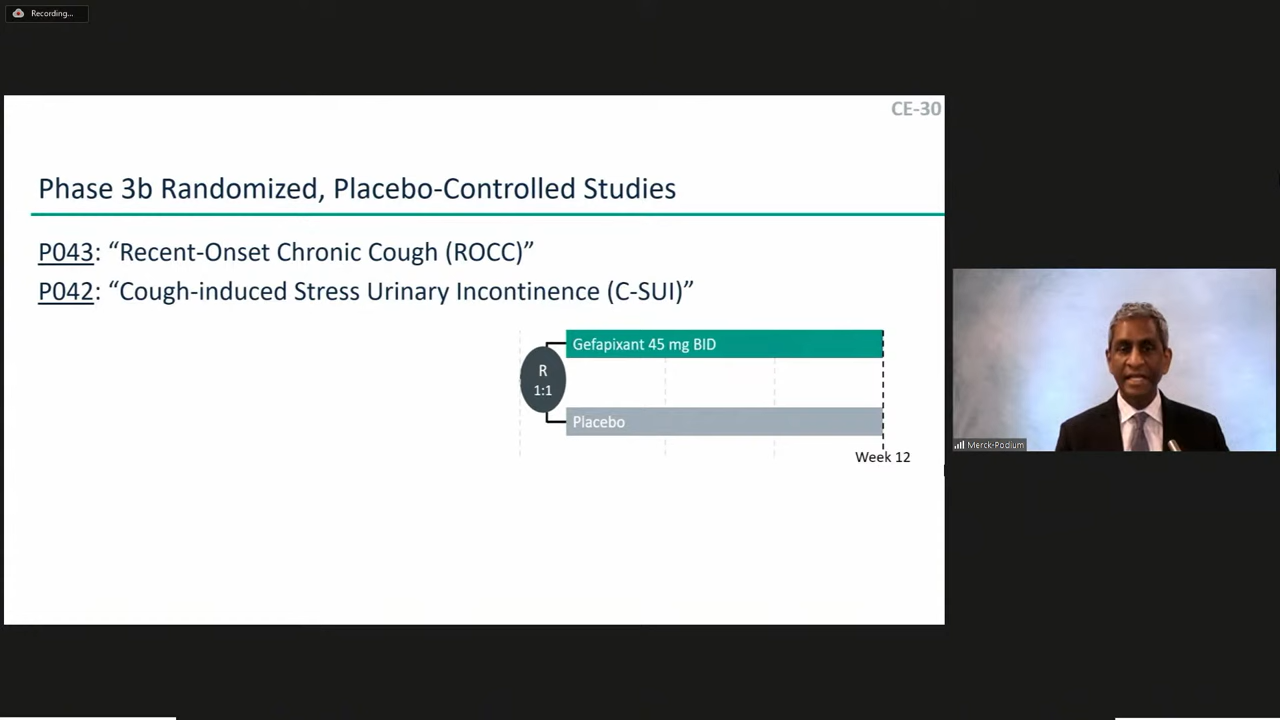 Recording...
CE-30
Phase 3b Randomized, Placebo-Controlled Studies
P043: “Recent-Onset Chronic Cough (ROCC)”
P042: “Cough-induced Stress Urinary Incontinence (C-SUI)”
Gefapixant 45 mg BID
R
1:1
Placebo
Week 12
Merck-Podium